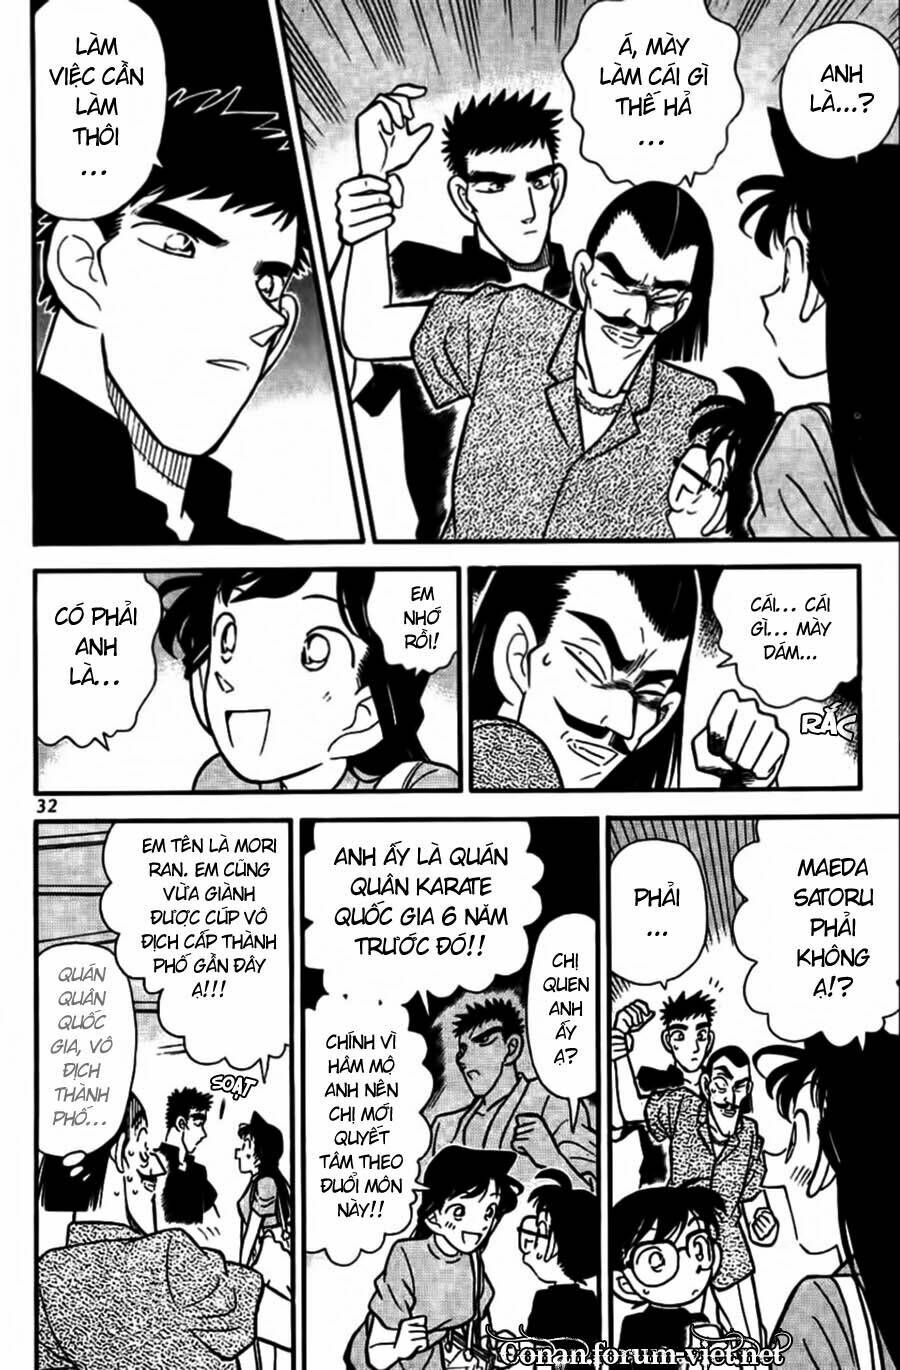 ANH
LÀ...?
Á, MÀY
LÀM CÁI GÌ
THẾ HẢ
...
LÀM
VIỆC CẦN
LÀM
THÔI
...
CÁI... CÁI
GÌ... MÀY
DÁM...
RẮC
EM
NHỚ
RỒI!
CÓ PHẢI
ANH
LÀ...
32
MAEDA
SATORU
PHẢI
KHÔNG
Ạ!?
PHẢI
...
CHỊ
QUEN
ANH
ẤY
Ạ?
ANH ẤY LÀ QUÁN
QUÂN KARATE
QUỐC GIA 6 NĂM
TRƯỚC ĐÓ!!
CHÍNH VÌ
HÂM MỘ
ANH NÊN
CHỊ MỚI
QUYẾT
TÂM THEO
ĐUỔI MÔN
NÀY!!
EM TÊN LÀ MORI
RAN. EM CŨNG
VỪA GIÀNH
ĐƯỢC CÚP VÔ
ĐỊCH CẤP THÀNH
PHỐ GẦN ĐÂY
Ạ!!!
SOẠT
QUÁN
QUÂN
QUỐC
GIA, VÔ
ĐỊCH
THÀNH
PHỐ...
Conan.forum-viet.net